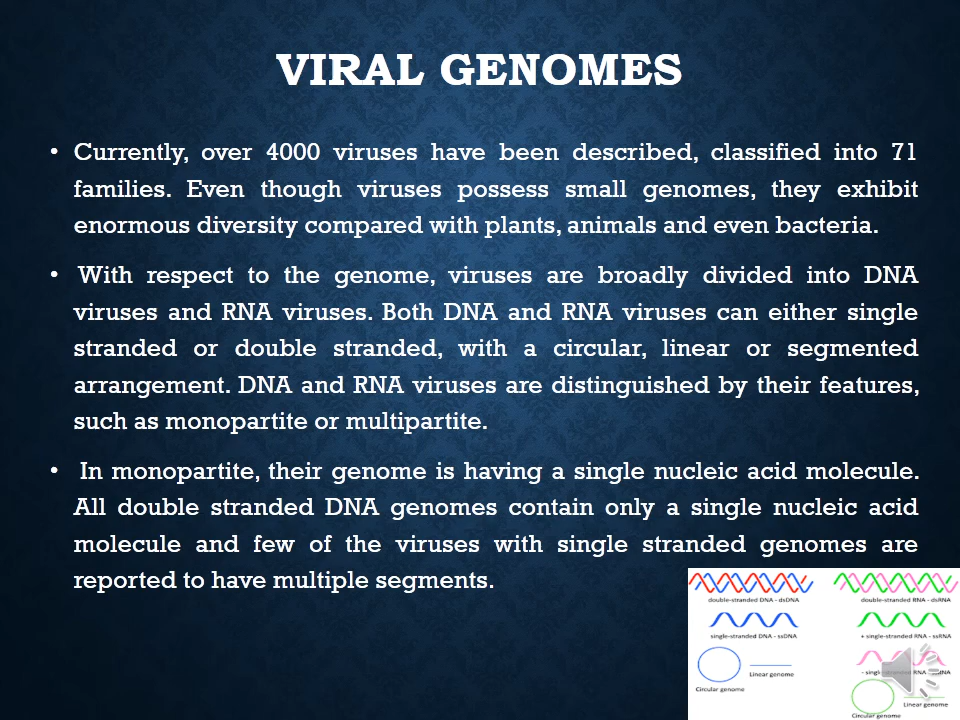 VIRAL GENOMES
• Currently, over 4000 viruses have been described, classified into 71
families. Even though viruses possess small genomes, they exhibit
enormous diversity compared with plants, animals and even bacteria.
• With respect to the genome, viruses are broadly divided into DNA
viruses and RNA viruses. Both DNA and RNA viruses can either single
stranded or double stranded, with a circular, linear or segmented
arrangement. DNA and RNA viruses are distinguished by their features,
such as monopartite or multipartite.
• In monopartite, their genome is having a single nucleic acid molecule.
All double stranded DNA genomes contain only a single nucleic acid
molecule and few of the viruses with single stranded genomes are
reported to have multiple segments.
double-stranded DNA - dsDNA
double-stranded RNA - dsRNA
single-stranded DNA - ssDNA
+ single-stranded RNA - ssRNA
Linear genome
Circular genome
Linear genome
Circular genome